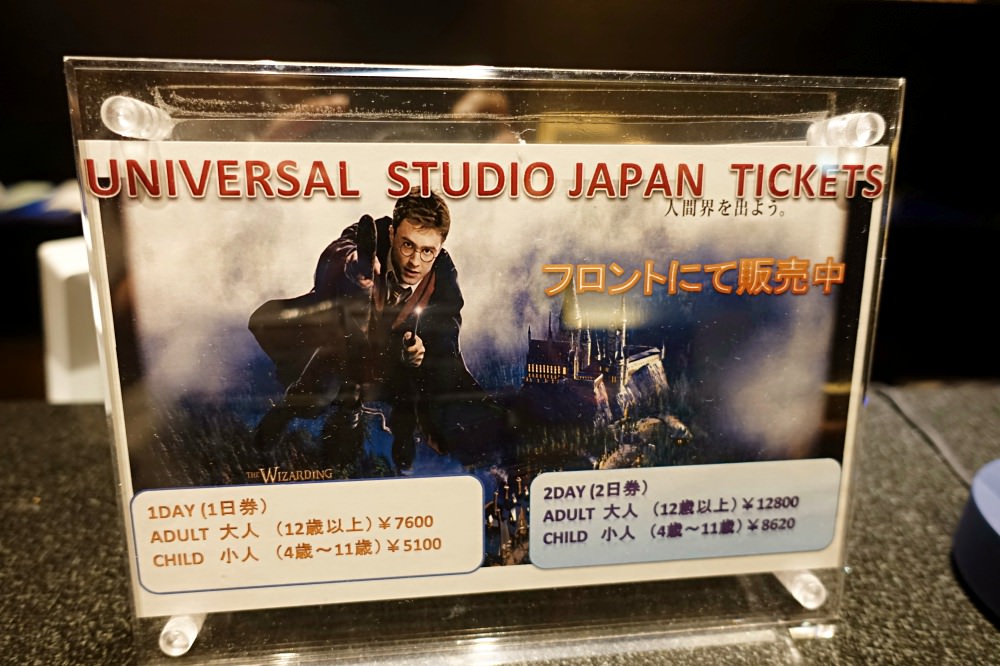 UNIVERSAL STUDIO JAPAN TICKETS
人間界を出よう。
フロントにて販売中
THE WIZARDING
1DAY (1日券)
ADULT 大人 (12歳以上) ¥7600
CHILD 小人 (4歳～11歳) ¥5100
2DAY (2日券)
ADULT 大人 (12歳以上) ¥12800
CHILD 小人 (4歳～11歳) ¥8620